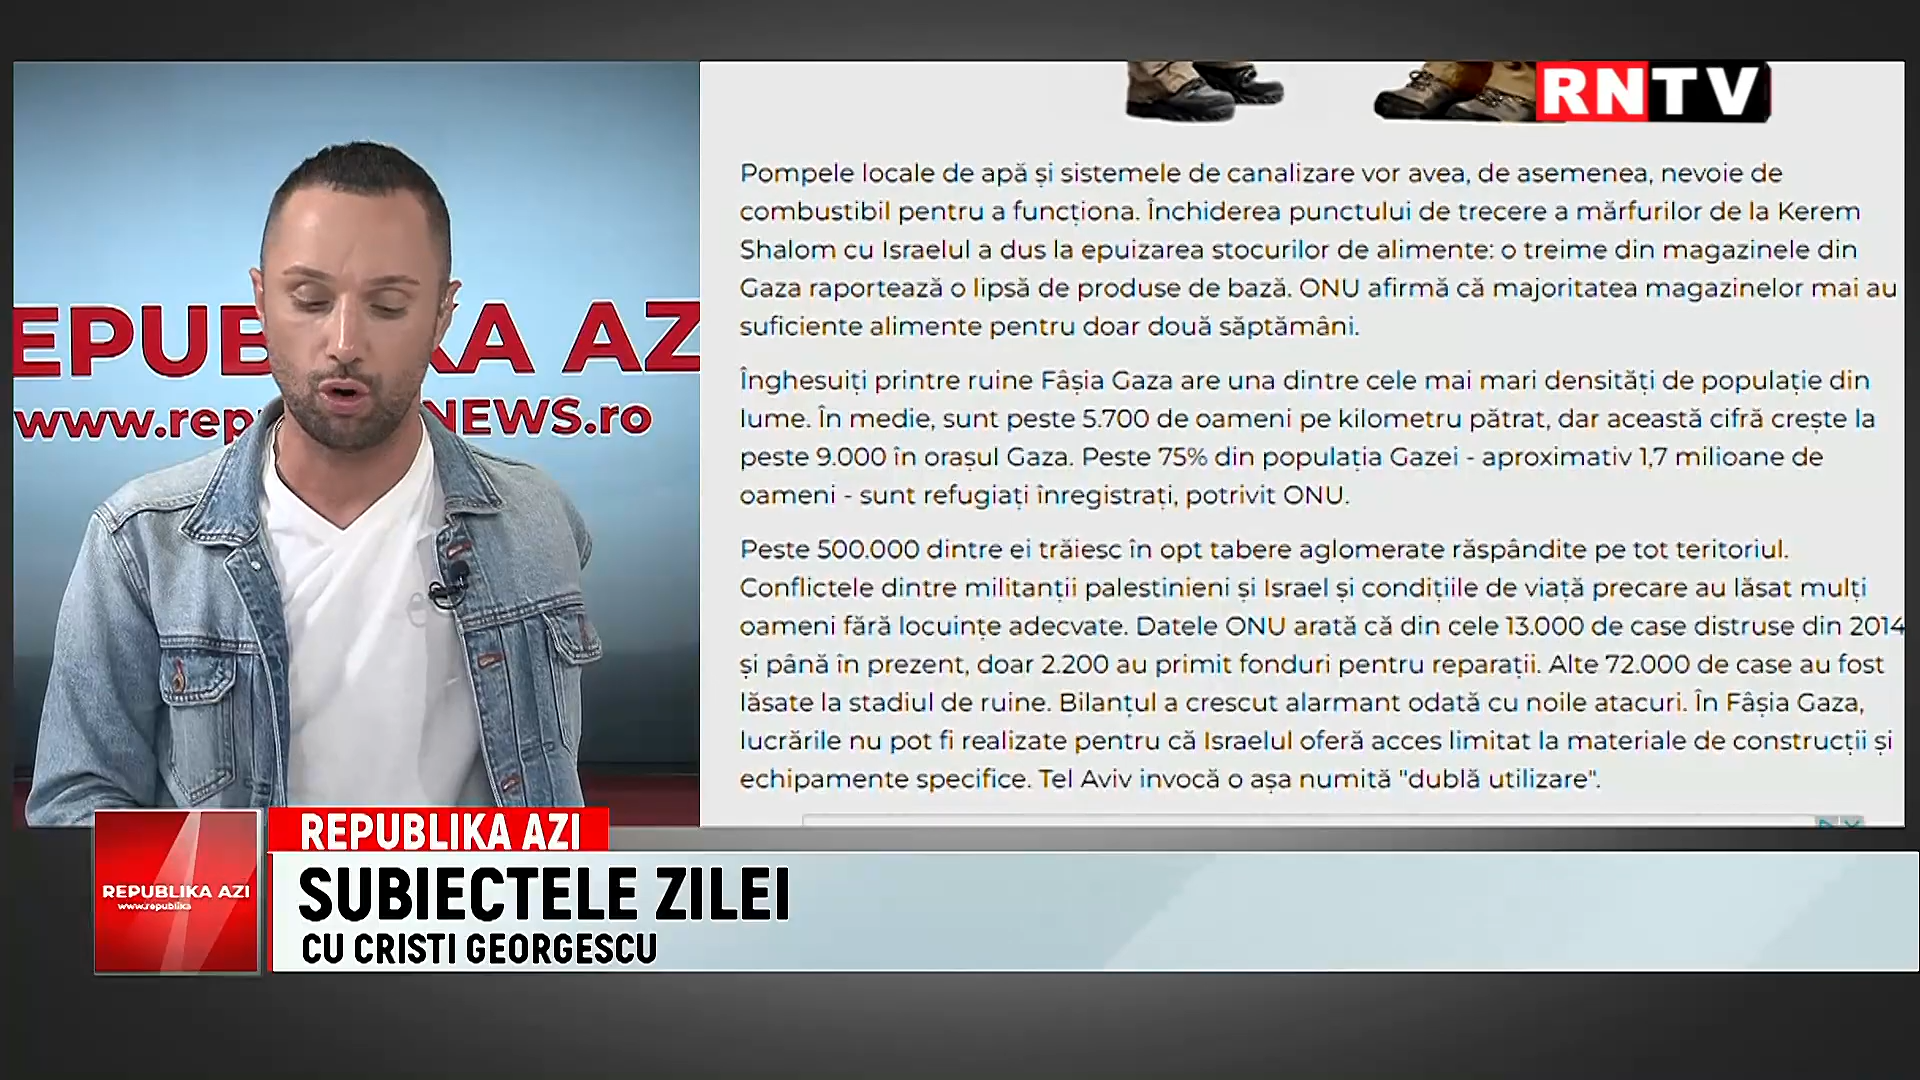 RNTV
Pompele locale de apă și sistemele de canalizare vor avea, de asemenea, nevoie de
combustibil pentru a funcționa. Închiderea punctului de trecere a mărfurilor de la Kerem
Shalom cu Israelul a dus la epuizarea stocurilor de alimente: o treime din magazinele din
Gaza raportează o lipsă de produse de bază. ONU afirmă că majoritatea magazinelor mai au
suficiente alimente pentru doar două săptămâni.
Înghesuiți printre ruine Fâșia Gaza are una dintre cele mai mari densități de populație din
lume. În medie, sunt peste 5.700 de oameni pe kilometru pătrat, dar această cifră crește la
peste 9.000 în orașul Gaza. Peste 75% din populația Gazei - aproximativ 1,7 milioane de
oameni - sunt refugiați înregistrați, potrivit ONU.
Peste 500.000 dintre ei trăiesc în opt tabere aglomerate răspândite pe tot teritoriul.
Conflictele dintre militanții palestinieni și Israel și condițiile de viață precare au lăsat mulți
oameni fără locuințe adecvate. Datele ONU arată că din cele 13.000 de case distruse din 2014
și până în prezent, doar 2.200 au primit fonduri pentru reparații. Alte 72.000 de case au fost
lăsate la stadiul de ruine. Bilanțul a crescut alarmant odată cu noile atacuri. În Fâșia Gaza,
lucrările nu pot fi realizate pentru că Israelul oferă acces limitat la materiale de construcții și
echipamente specifice. Tel Aviv invocă o așa numită "dublă utilizare".
EPUB KA AZ
www.rep NEWS.ro
REPUBLIKA AZI
SUBIECTELE ZILEI
CU CRISTI GEORGESCU
REPUBLIKA AZI
www.republika